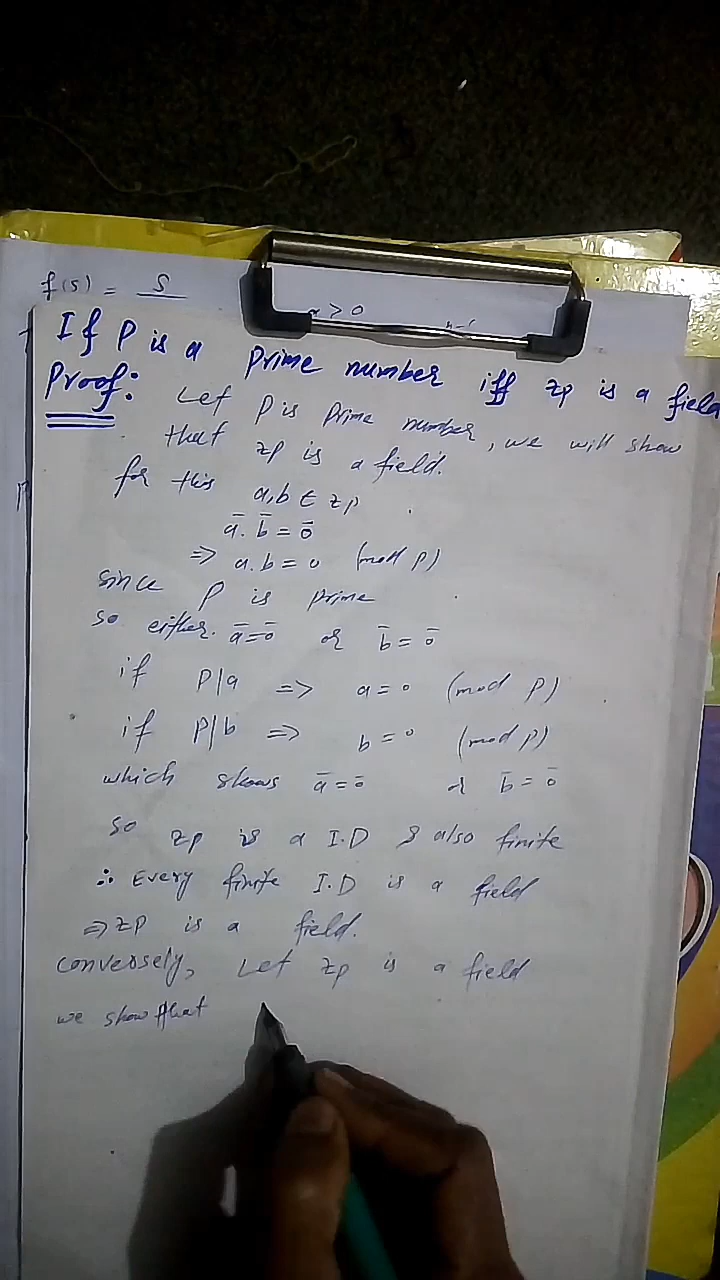 f(s) = s
> 0
If P is a prime number iff zp is a field
Proof: Let P is prime number, we will show
that zp is a field.
for this a,b ∈ zp
ā. b̄ = ō
=> a.b = 0 (mod p)
since P is prime
so either. ā=ō or b̄ = ō
if P|a => a = 0 (mod P)
if P|b => b = 0 (mod p)
which shows ā = ō or b̄ = ō
so zp is a I.D & also finite
∴ Every finite I.D is a field
=> zp is a field.
conversely, Let zp is a field
we show that